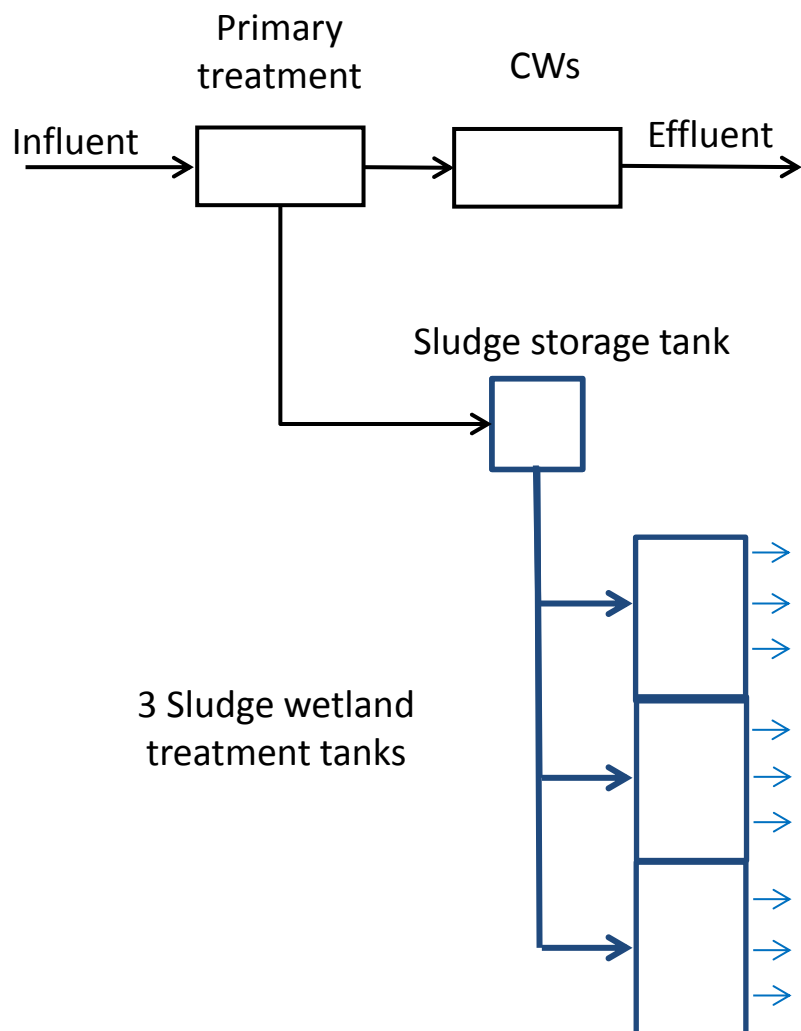 Primary
treatment
CWs
Influent
Effluent
Sludge storage tank
3 Sludge wetland
treatment tanks